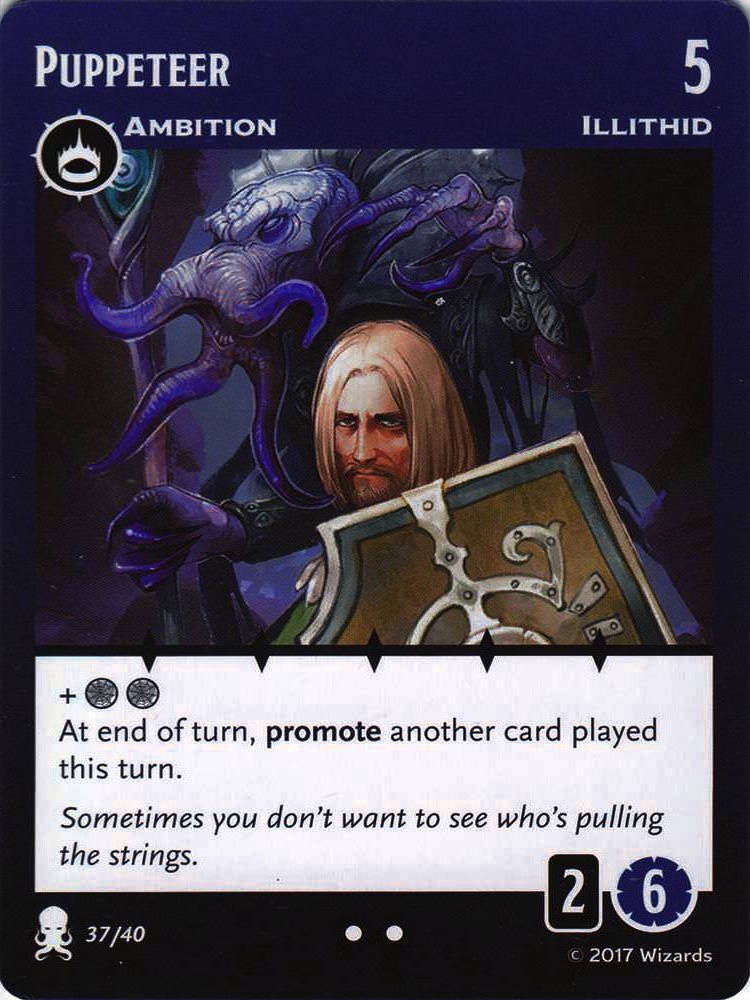 PUPPETEER 5
AMBITION ILLITHID
+
At end of turn, promote another card played
this turn.
Sometimes you don't want to see who's pulling
the strings.
2 6
37/40
© 2017 Wizards